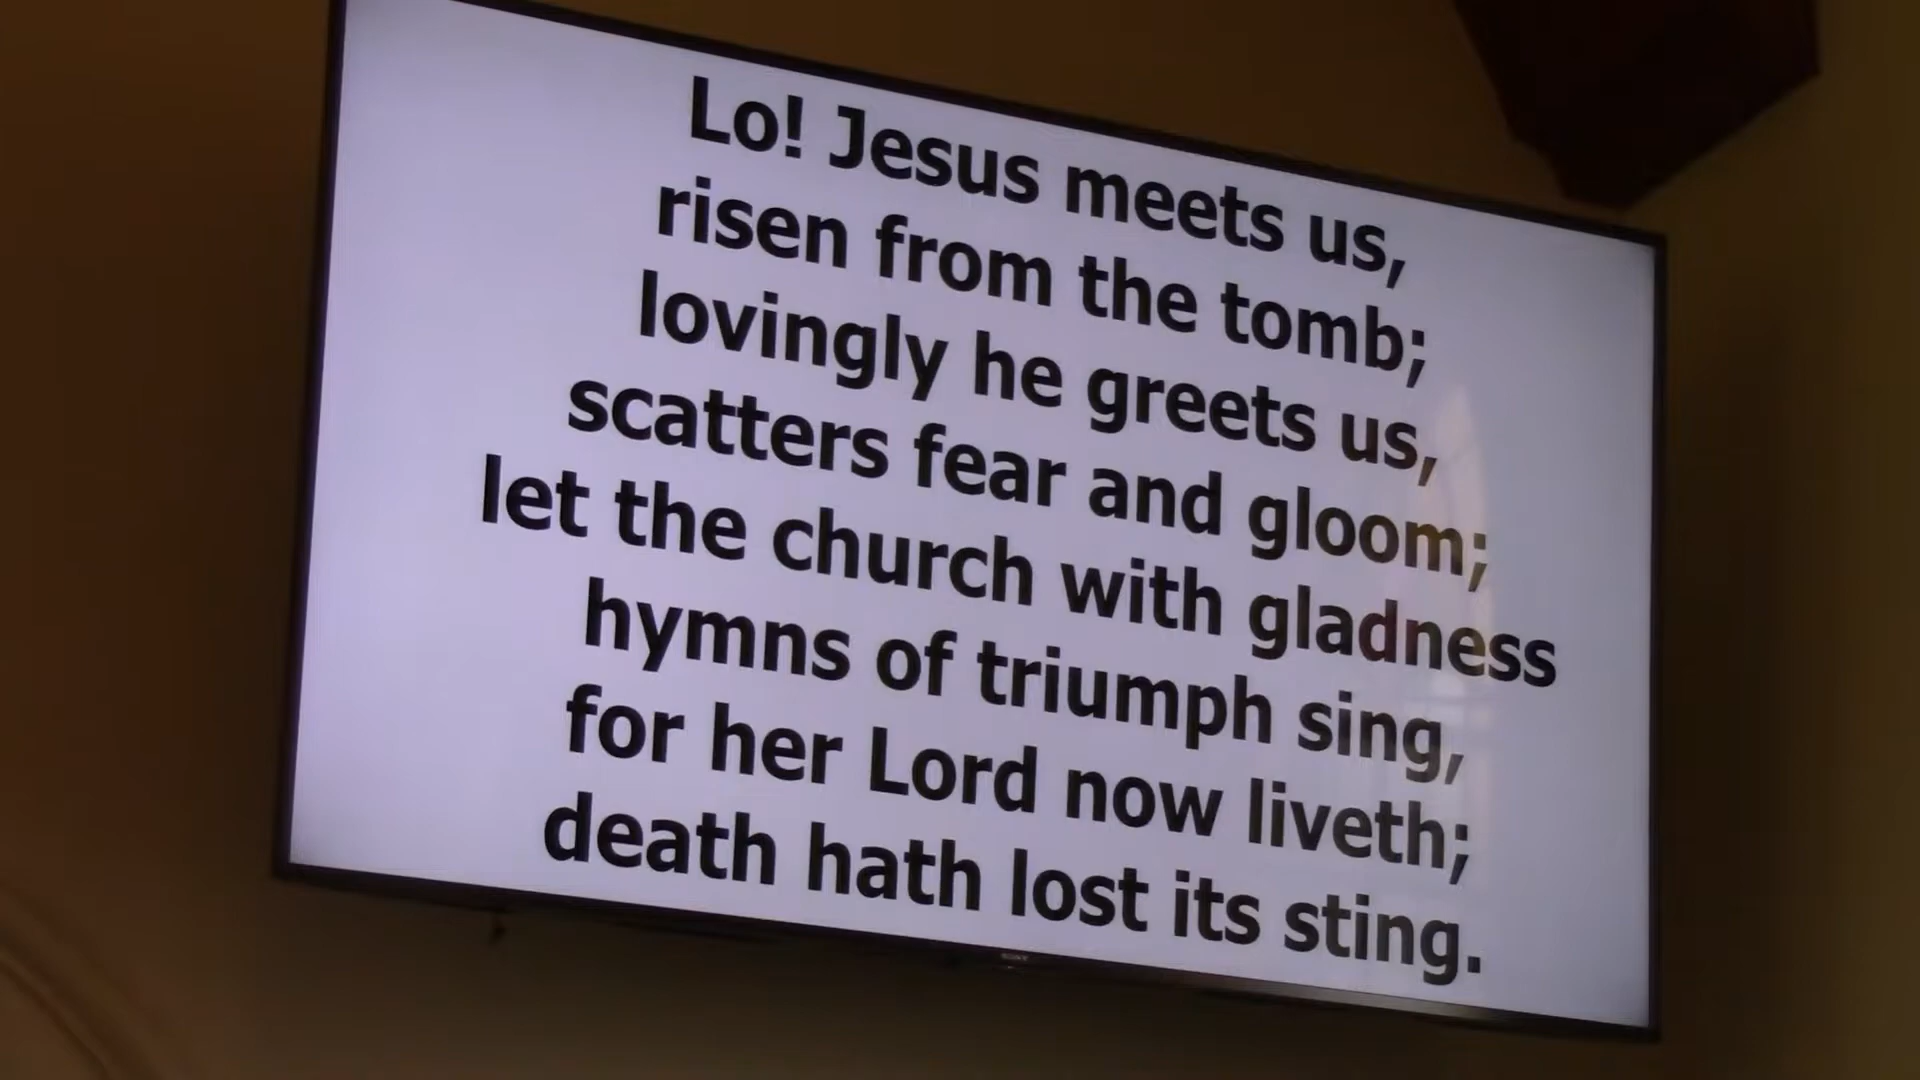 Lo! Jesus meets us,
risen from the tomb;
lovingly he greets us,
scatters fear and gloom;
let the church with gladness
hymns of triumph sing,
for her Lord now liveth;
death hath lost its sting.
SONY